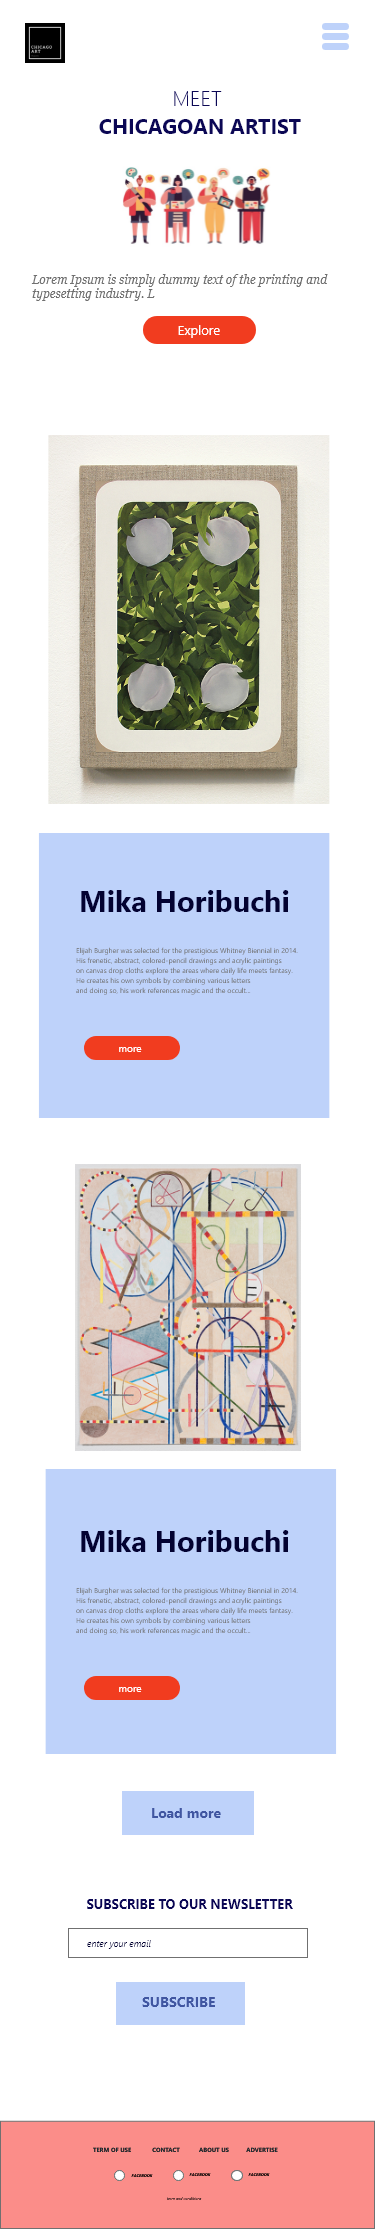 CHICAGO
ART
MEET
CHICAGOAN ARTIST
Lorem Ipsum is simply dummy text of the printing and
typesetting industry. L
Explore
Mika Horibuchi
Elijah Burgher was selected for the prestigious Whitney Biennial in 2014.
His frenetic, abstract, colored-pencil drawings and acrylic paintings
on canvas drop cloths explore the areas where daily life meets fantasy.
He creates his own symbols by combining various letters
and doing so, his work references magic and the occult...
more
Mika Horibuchi
Elijah Burgher was selected for the prestigious Whitney Biennial in 2014.
His frenetic, abstract, colored-pencil drawings and acrylic paintings
on canvas drop cloths explore the areas where daily life meets fantasy.
He creates his own symbols by combining various letters
and doing so, his work references magic and the occult...
more
Load more
SUBSCRIBE TO OUR NEWSLETTER
enter your email
SUBSCRIBE
TERM OF USE CONTACT ABOUT US ADVERTISE
FACEBOOK FACEBOOK FACEBOOK
term and conditions